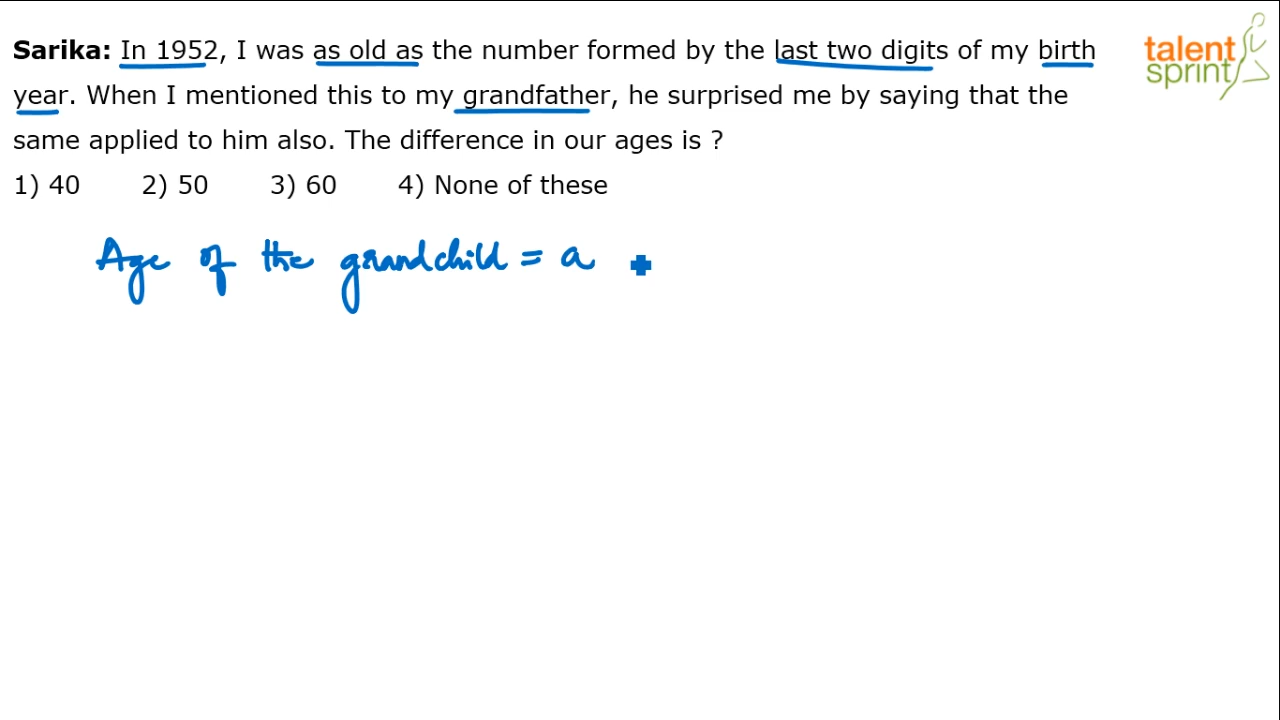 Sarika: In 1952, I was as old as the number formed by the last two digits of my birth
year. When I mentioned this to my grandfather, he surprised me by saying that the
same applied to him also. The difference in our ages is ?
1) 40 2) 50 3) 60 4) None of these
Age of the grandchild = a
talent
sprint